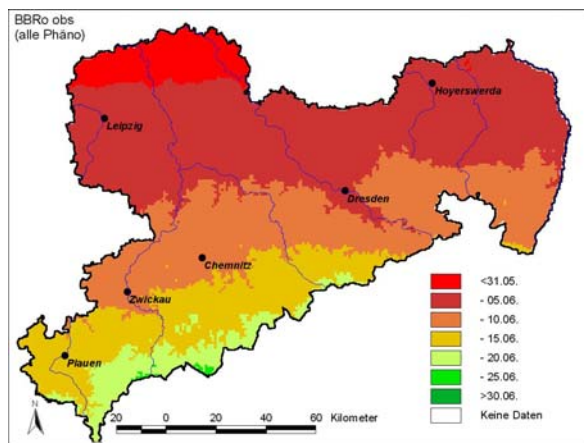 BBRo obs
(alle Phäno)
Hoyerswerda
Leipzig
Dresden
Chemnitz
Zwickau
Plauen
<31.05.
- 05.06.
- 10.06.
- 15.06.
- 20.06.
- 25.06.
>30.06.
Keine Daten
N
20 0 20 40 60 Kilometer